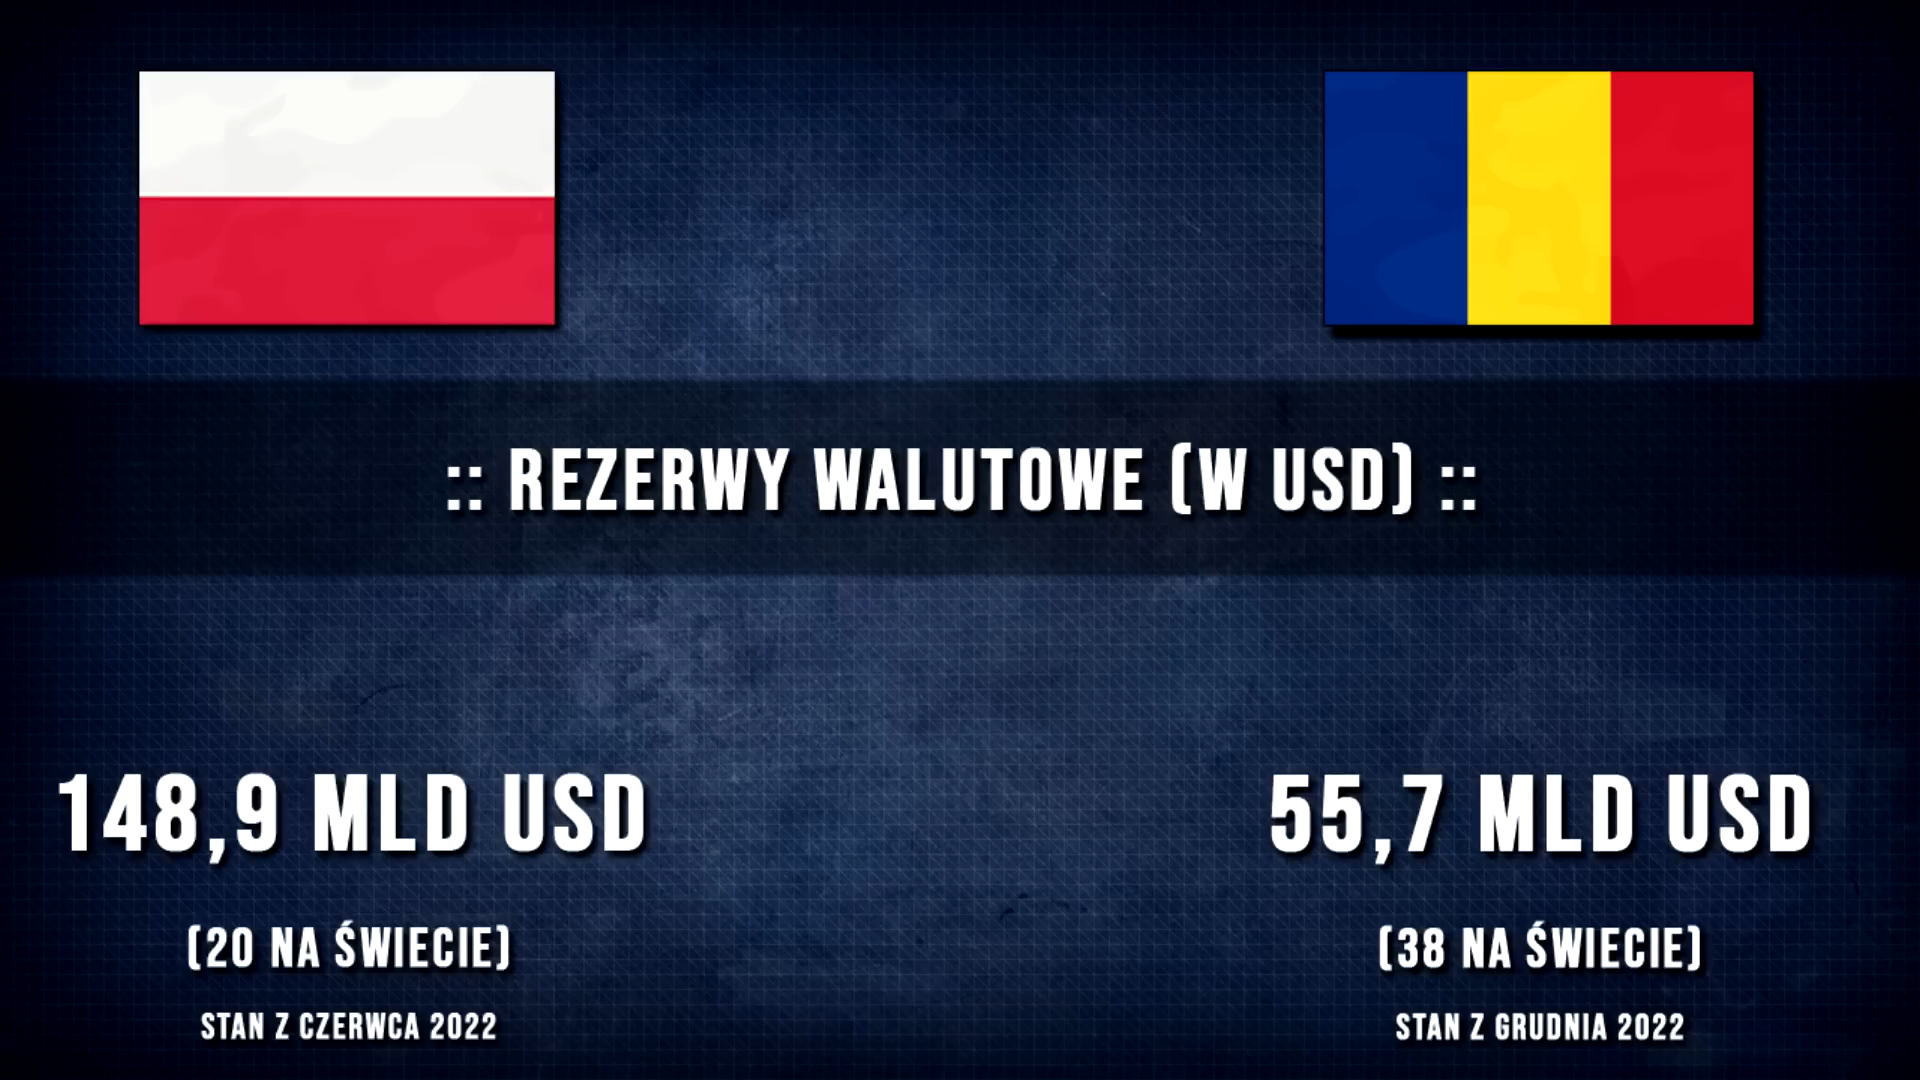 :: REZERWY WALUTOWE (W USD) ::
148,9 MLD USD
(20 NA ŚWIECIE)
STAN Z CZERWCA 2022
55,7 MLD USD
(38 NA ŚWIECIE)
STAN Z GRUDNIA 2022